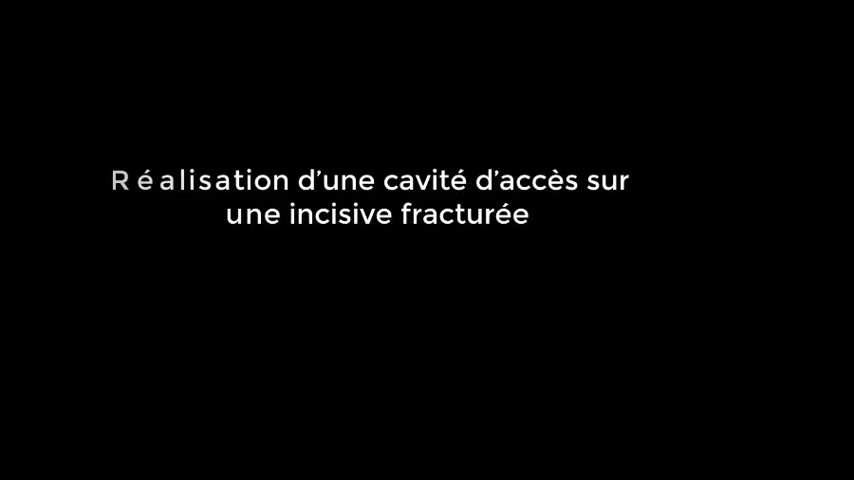 Réalisation d’une cavité d’accès sur
une incisive fracturée